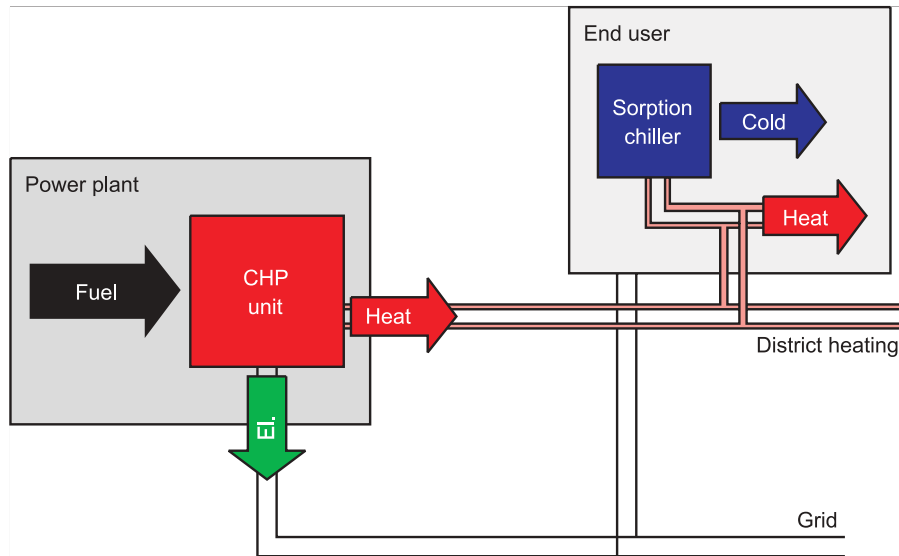 End user
Sorption
chiller
Cold
Heat
Power plant
Fuel
CHP
unit
Heat
District heating
El.
Grid